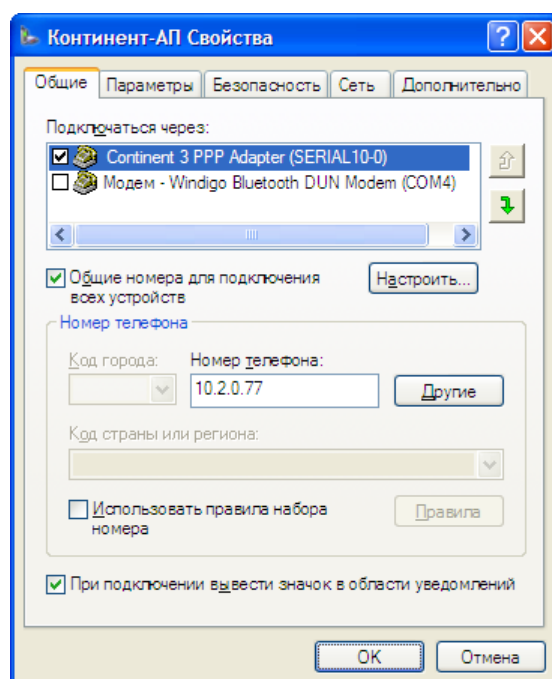 Континент-АП Свойства
Общие Параметры Безопасность Сеть Дополнительно
Подключаться через:
Continent 3 PPP Adapter (SERIAL10-0)
Модем - Windigo Bluetooth DUN Modem (COM4)
Общие номера для подключения
всех устройств
Настроить...
Номер телефона
Код города: Номер телефона:
10.2.0.77
Другие
Код страны или региона:
Использовать правила набора
номера
Правила
При подключении вывести значок в области уведомлений
OK Отмена